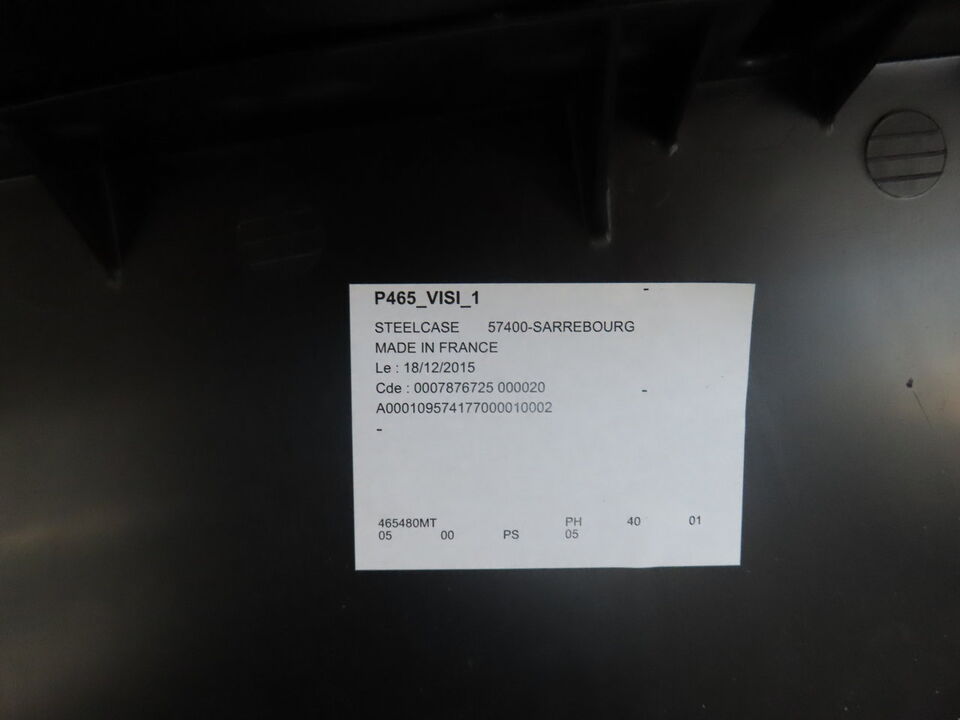 P465_VISI_1
STEELCASE 57400-SARREBOURG
MADE IN FRANCE
Le : 18/12/2015
Cde : 0007876725 000020
A000109574177000010002
-
465480MT PH 40 01
05 00 PS 05